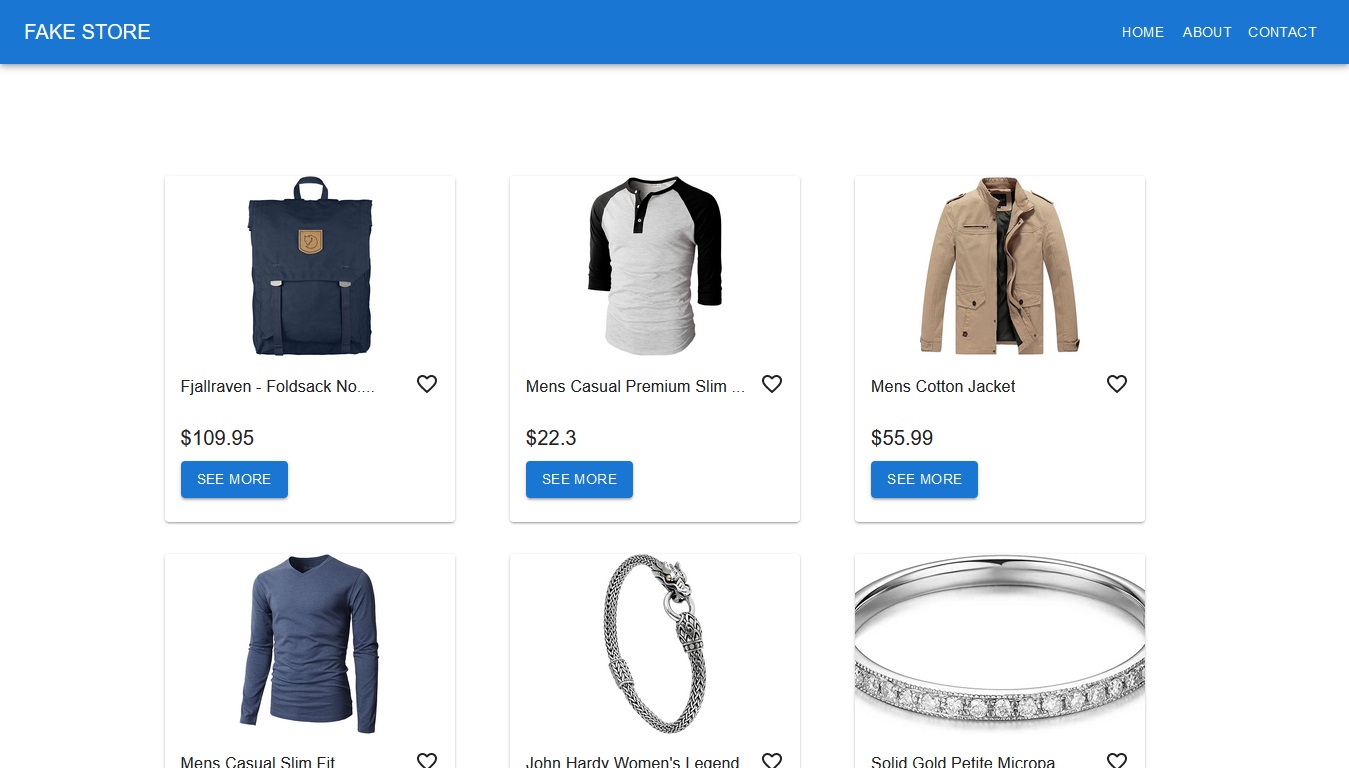 FAKE STORE
HOME ABOUT CONTACT
Fjallraven - Foldsack No....
Mens Casual Premium Slim ...
Mens Cotton Jacket
$109.95
$22.3
$55.99
SEE MORE
SEE MORE
SEE MORE
Mens Casual Slim Fit
John Hardy Women's Legend
Solid Gold Petite Micropa